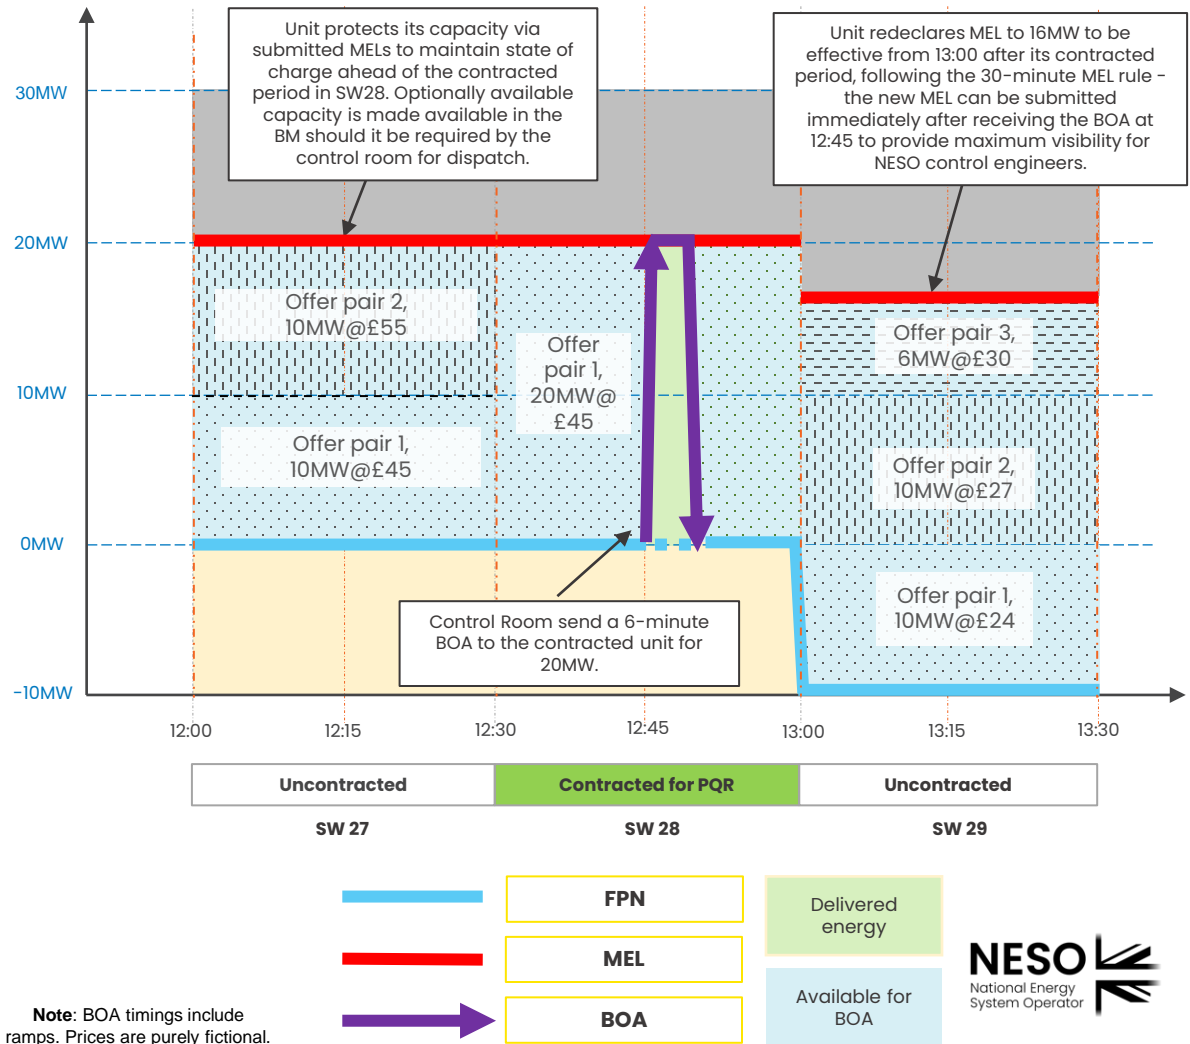 Unit protects its capacity via
submitted MELs to maintain state of
charge ahead of the contracted
period in SW28. Optionally available
capacity is made available in the
BM should it be required by the
control room for dispatch.
Unit redeclares MEL to 16MW to be
effective from 13:00 after its contracted
period, following the 30-minute MEL rule -
the new MEL can be submitted
immediately after receiving the BOA at
12:45 to provide maximum visibility for
NESO control engineers.
30MW
20MW
10MW
0MW
-10MW
Offer pair 2,
10MW@£55
Offer pair 1,
10MW@£45
Offer
pair 1,
20MW@
£45
Offer pair 3,
6MW@£30
Offer pair 2,
10MW@£27
Offer pair 1,
10MW@£24
Control Room send a 6-minute
BOA to the contracted unit for
20MW.
12:00
12:15
12:30
12:45
13:00
13:15
13:30
Uncontracted
Contracted for PQR
Uncontracted
SW 27
SW 28
SW 29
FPN
MEL
BOA
Delivered
energy
Available for
BOA
NESO
National Energy
System Operator
Note: BOA timings include
ramps. Prices are purely fictional.